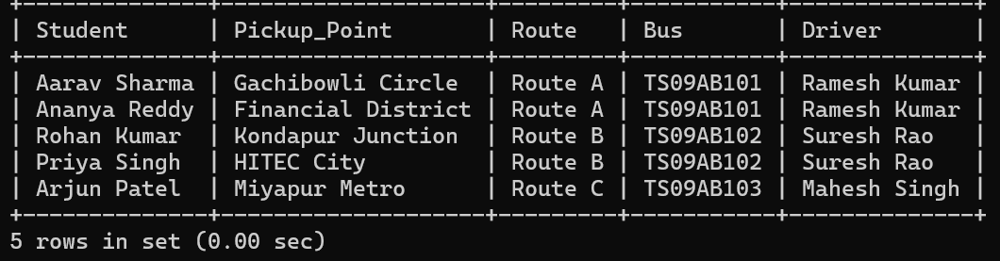 +---------------+--------------------+---------+-----------+--------------+
| Student       | Pickup_Point       | Route   | Bus       | Driver       |
+---------------+--------------------+---------+-----------+--------------+
| Aarav Sharma | Gachibowli Circle  | Route A | TS09AB101 | Ramesh Kumar |
| Ananya Reddy | Financial District | Route A | TS09AB101 | Ramesh Kumar |
| Rohan Kumar  | Kondapur Junction  | Route B | TS09AB102 | Suresh Rao   |
| Priya Singh  | HITEC City         | Route B | TS09AB102 | Suresh Rao   |
| Arjun Patel  | Miyapur Metro      | Route C | TS09AB103 | Mahesh Singh |
+---------------+--------------------+---------+-----------+--------------+
5 rows in set (0.00 sec)